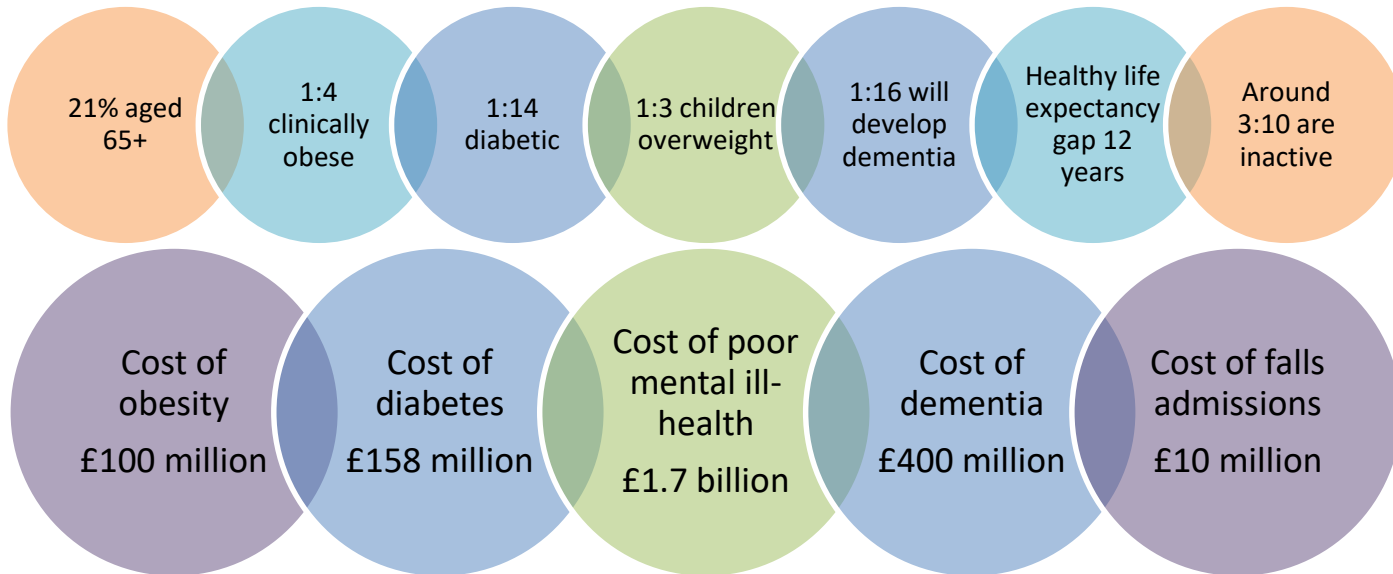 21% aged
65+
1:4
clinically
obese
1:14
diabetic
1:3 children
overweight
1:16 will
develop
dementia
Healthy life
expectancy
gap 12
years
Around
3:10 are
inactive
Cost of
obesity
£100 million
Cost of
diabetes
£158 million
Cost of poor
mental ill-
health
£1.7 billion
Cost of
dementia
£400 million
Cost of falls
admissions
£10 million